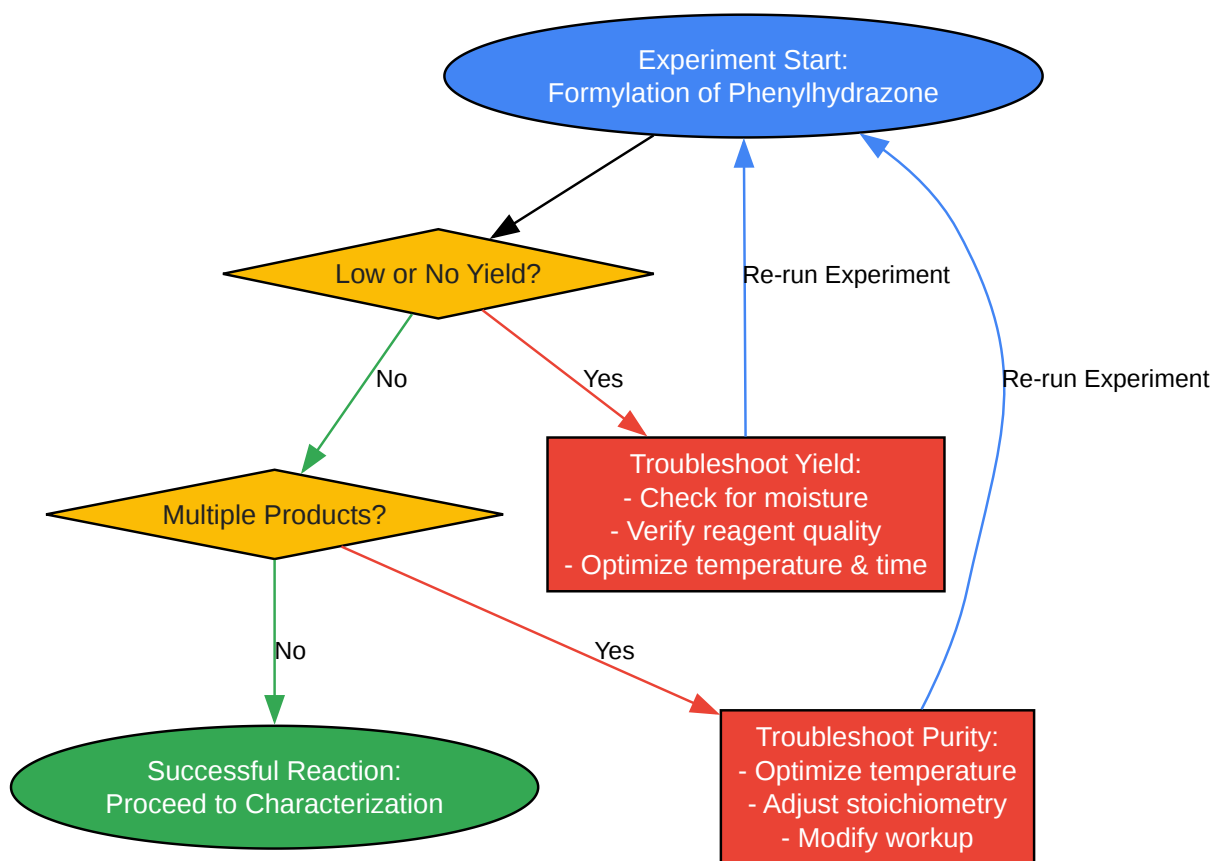 Experiment Start:
Formylation of Phenylhydrazone
Low or No Yield?
Re-run Experiment
No
Yes
Re-run Experiment
Troubleshoot Yield:
- Check for moisture
- Verify reagent quality
- Optimize temperature & time
Multiple Products?
No
Yes
Successful Reaction:
Proceed to Characterization
Troubleshoot Purity:
- Optimize temperature
- Adjust stoichiometry
- Modify workup